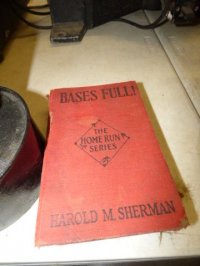 BASES FULL!
THE
HOME RUN
SERIES
HAROLD M. SHERMAN